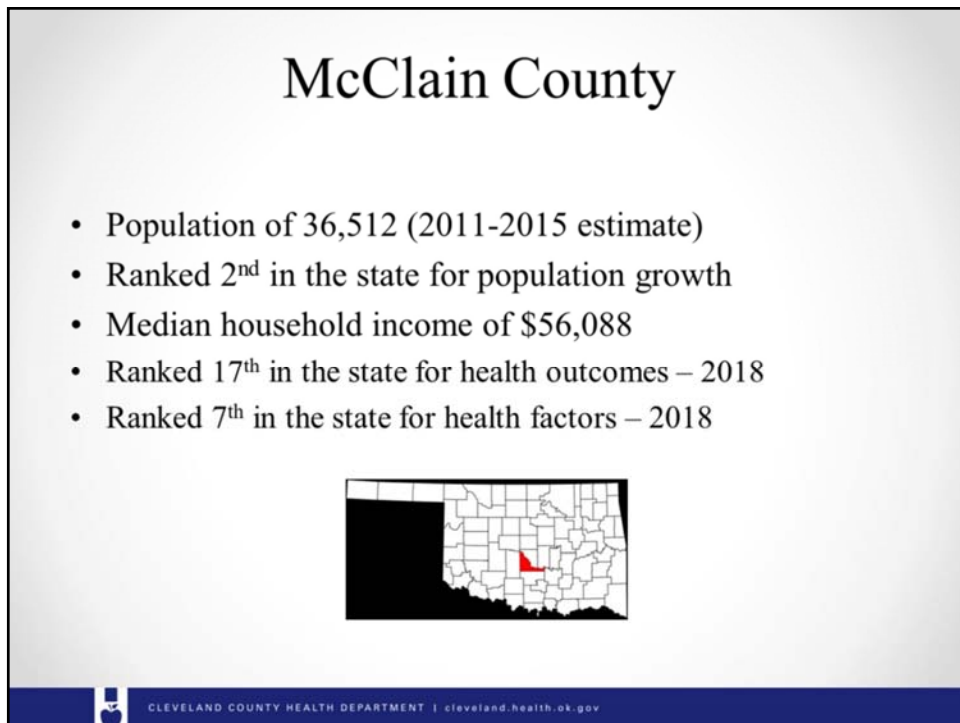 McClain County
• Population of 36,512 (2011-2015 estimate)
• Ranked 2nd in the state for population growth
• Median household income of $56,088
• Ranked 17th in the state for health outcomes – 2018
• Ranked 7th in the state for health factors – 2018
CLEVELAND COUNTY HEALTH DEPARTMENT | cleveland.health.ok.gov